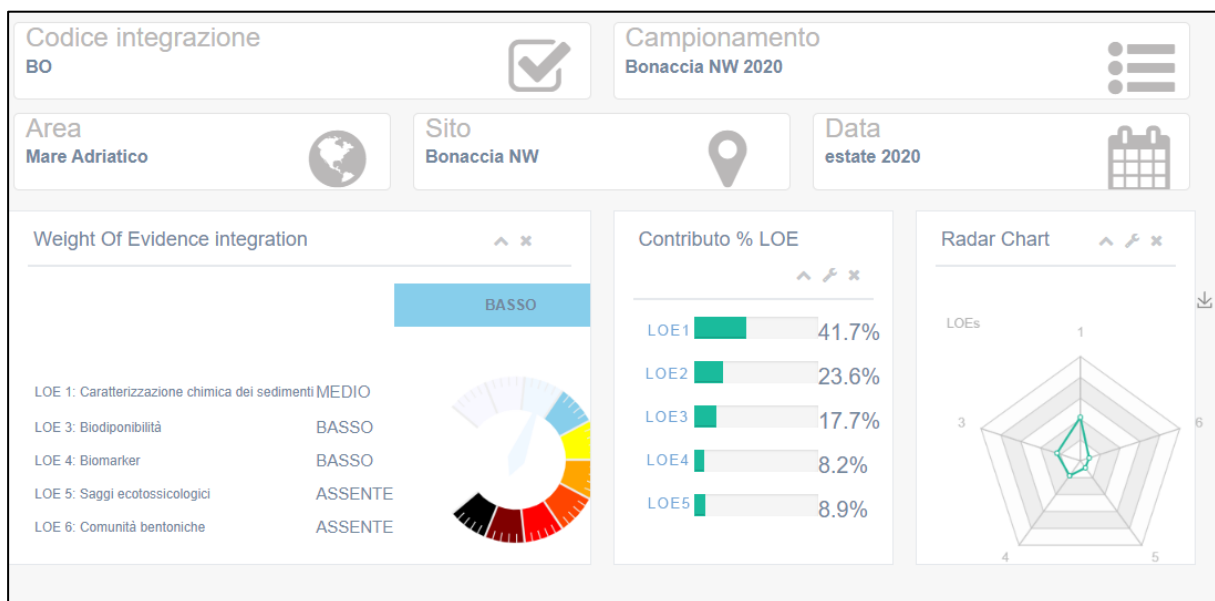 Codice integrazione
BO
Campionamento
Bonaccia NW 2020
Area
Mare Adriatico
Sito
Bonaccia NW
Data
estate 2020
Weight Of Evidence integration
BASSO
LOE 1: Caratterizzazione chimica dei sedimenti MEDIO
LOE 3: Biodiponibilità BASSO
LOE 4: Biomarker BASSO
LOE 5: Saggi ecotossicologici ASSENTE
LOE 6: Comunità bentoniche ASSENTE
Contributo % LOE
LOE1 41.7%
LOE2 23.6%
LOE3 17.7%
LOE4 8.2%
LOE5 8.9%
Radar Chart
LOEs
1
3
6
4
5